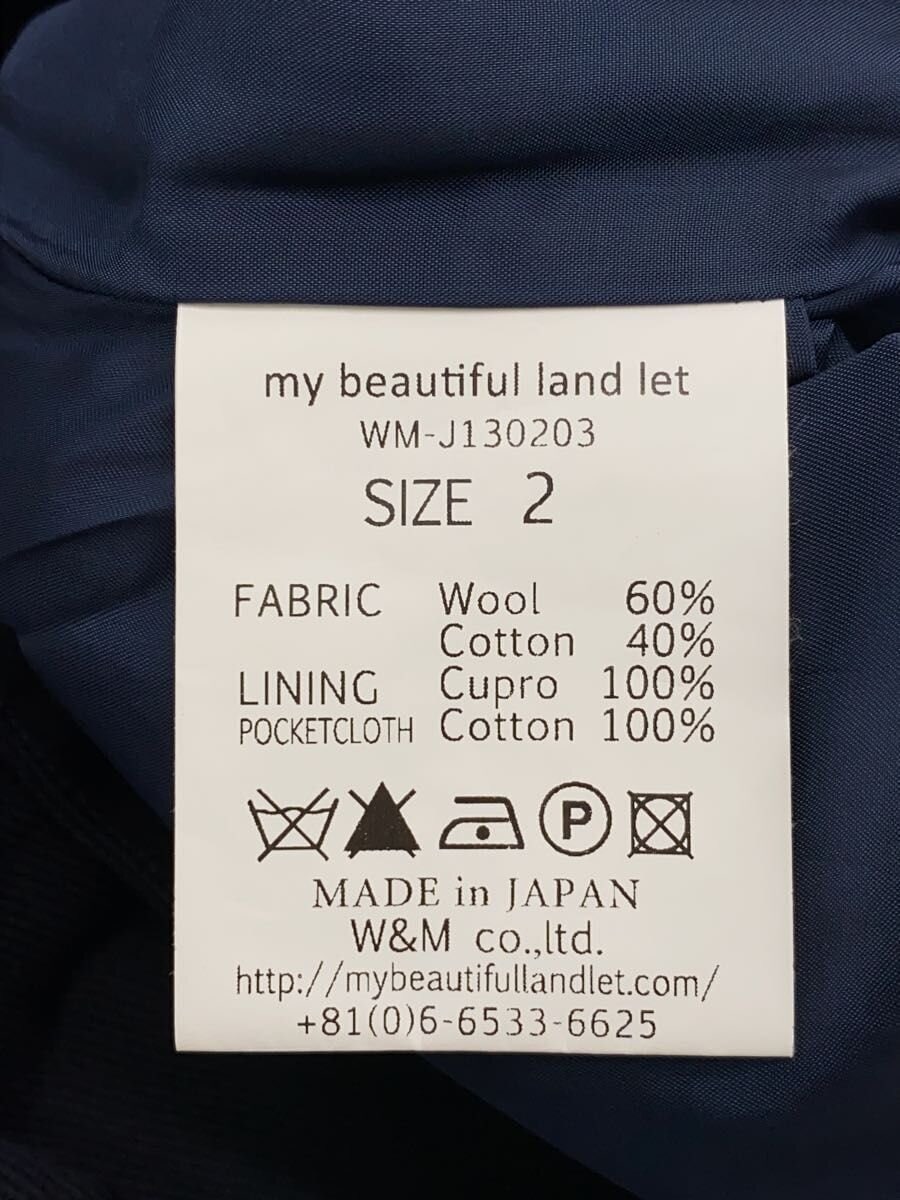 my beautiful land let
WM-J130203
SIZE 2
FABRIC Wool 60%
Cotton 40%
LINING Cupro 100%
POCKETCLOTH Cotton 100%
P
MADE in JAPAN
W&M co.,ltd.
http://mybeautifullandlet.com/
+81(0)6-6533-6625